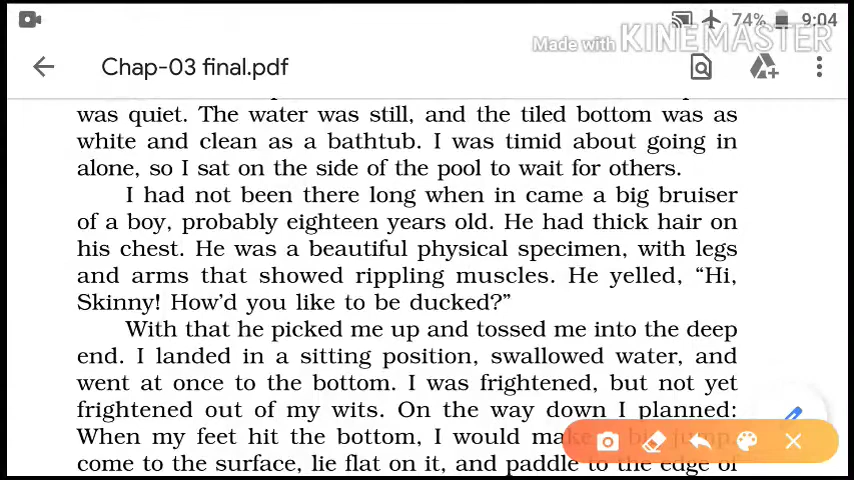 74% 9:04
Made with KINEMASTER
Chap-03 final.pdf
was quiet. The water was still, and the tiled bottom was as
white and clean as a bathtub. I was timid about going in
alone, so I sat on the side of the pool to wait for others.
I had not been there long when in came a big bruiser
of a boy, probably eighteen years old. He had thick hair on
his chest. He was a beautiful physical specimen, with legs
and arms that showed rippling muscles. He yelled, “Hi,
Skinny! How’d you like to be ducked?”
With that he picked me up and tossed me into the deep
end. I landed in a sitting position, swallowed water, and
went at once to the bottom. I was frightened, but not yet
frightened out of my wits. On the way down I planned:
When my feet hit the bottom, I would make a big jump,
come to the surface, lie flat on it, and paddle to the edge of